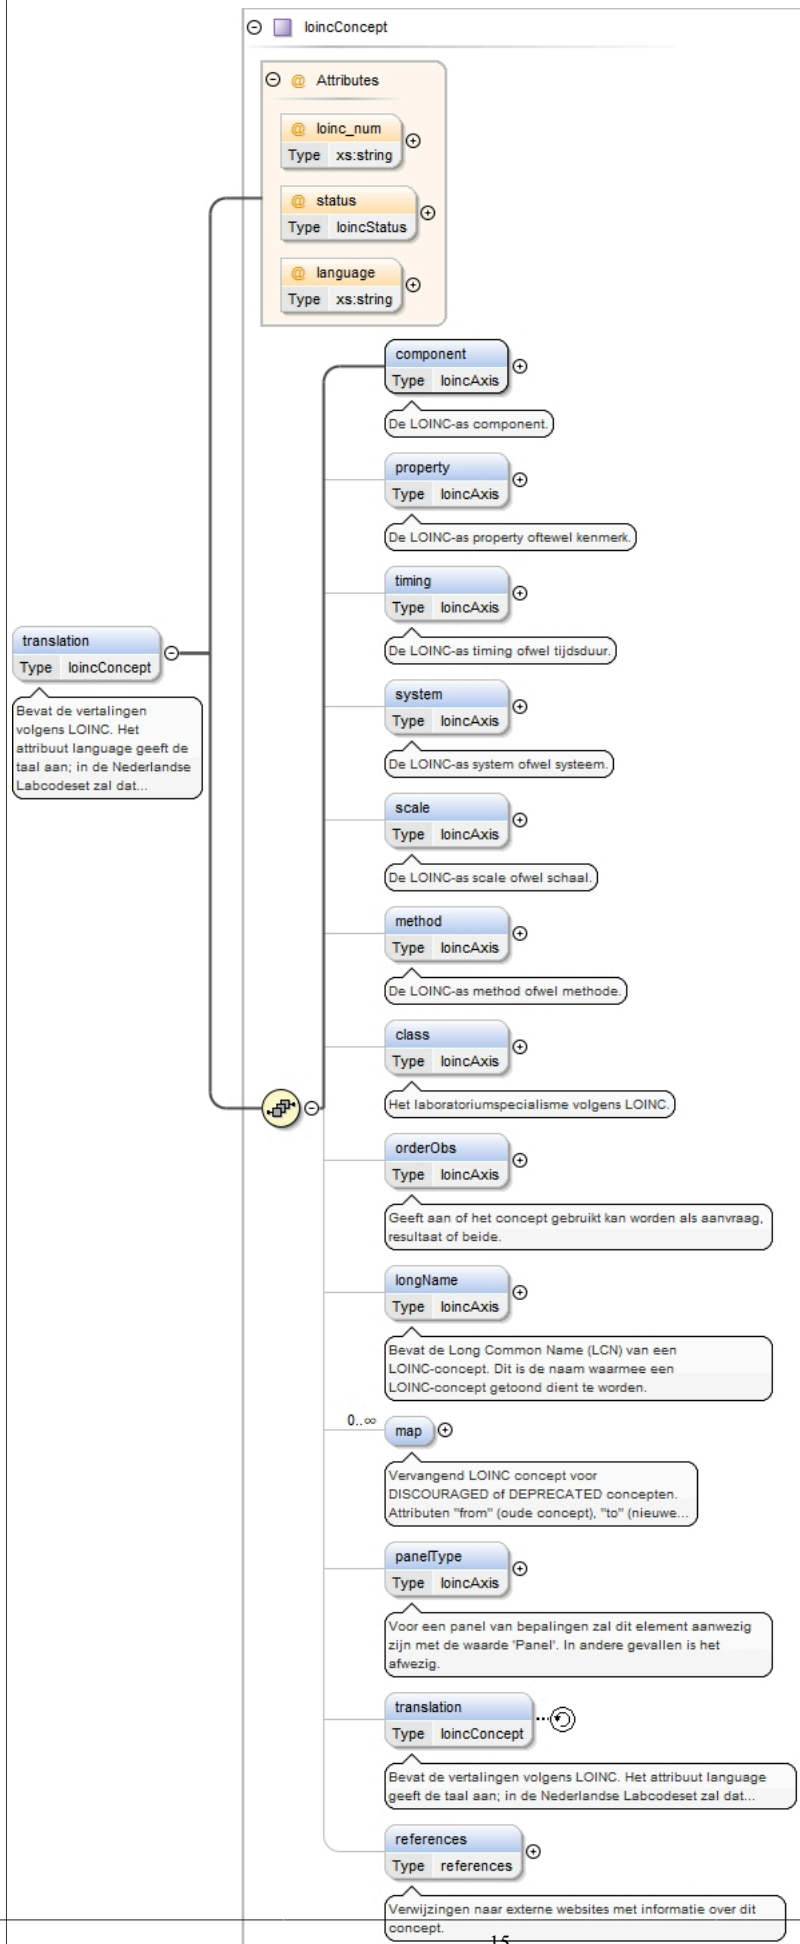 loincConcept
@ Attributes
@ loinc_num
Type xs:string
@ status
Type loincStatus
@ language
Type xs:string
component
Type loincAxis
De LOINC-as component.
property
Type loincAxis
De LOINC-as property oftewel kenmerk.
timing
Type loincAxis
De LOINC-as timing ofwel tijdsduur.
translation
Type loincConcept
Bevat de vertalingen
volgens LOINC. Het
attribuut language geeft de
taal aan; in de Nederlandse
Labcodeset zal dat...
system
Type loincAxis
De LOINC-as system ofwel systeem.
scale
Type loincAxis
De LOINC-as scale ofwel schaal.
method
Type loincAxis
De LOINC-as method ofwel methode.
class
Type loincAxis
Het laboratoriumspecialisme volgens LOINC.
orderObs
Type loincAxis
Geeft aan of het concept gebruikt kan worden als aanvraag,
resultaat of beide.
longName
Type loincAxis
Bevat de Long Common Name (LCN) van een
LOINC-concept. Dit is de naam waarmee een
LOINC-concept getoond dient te worden.
0..∞
map
Vervangend LOINC concept voor
DISCOURAGED of DEPRECATED concepten.
Attributen "from" (oude concept), "to" (nieuwe...
panelType
Type loincAxis
Voor een panel van bepalingen zal dit element aanwezig
zijn met de waarde 'Panel'. In andere gevallen is het
afwezig.
translation
Type loincConcept
Bevat de vertalingen volgens LOINC. Het attribuut language
geeft de taal aan; in de Nederlandse Labcodeset zal dat...
references
Type references
Verwijzingen naar externe websites met informatie over dit
concept.
15